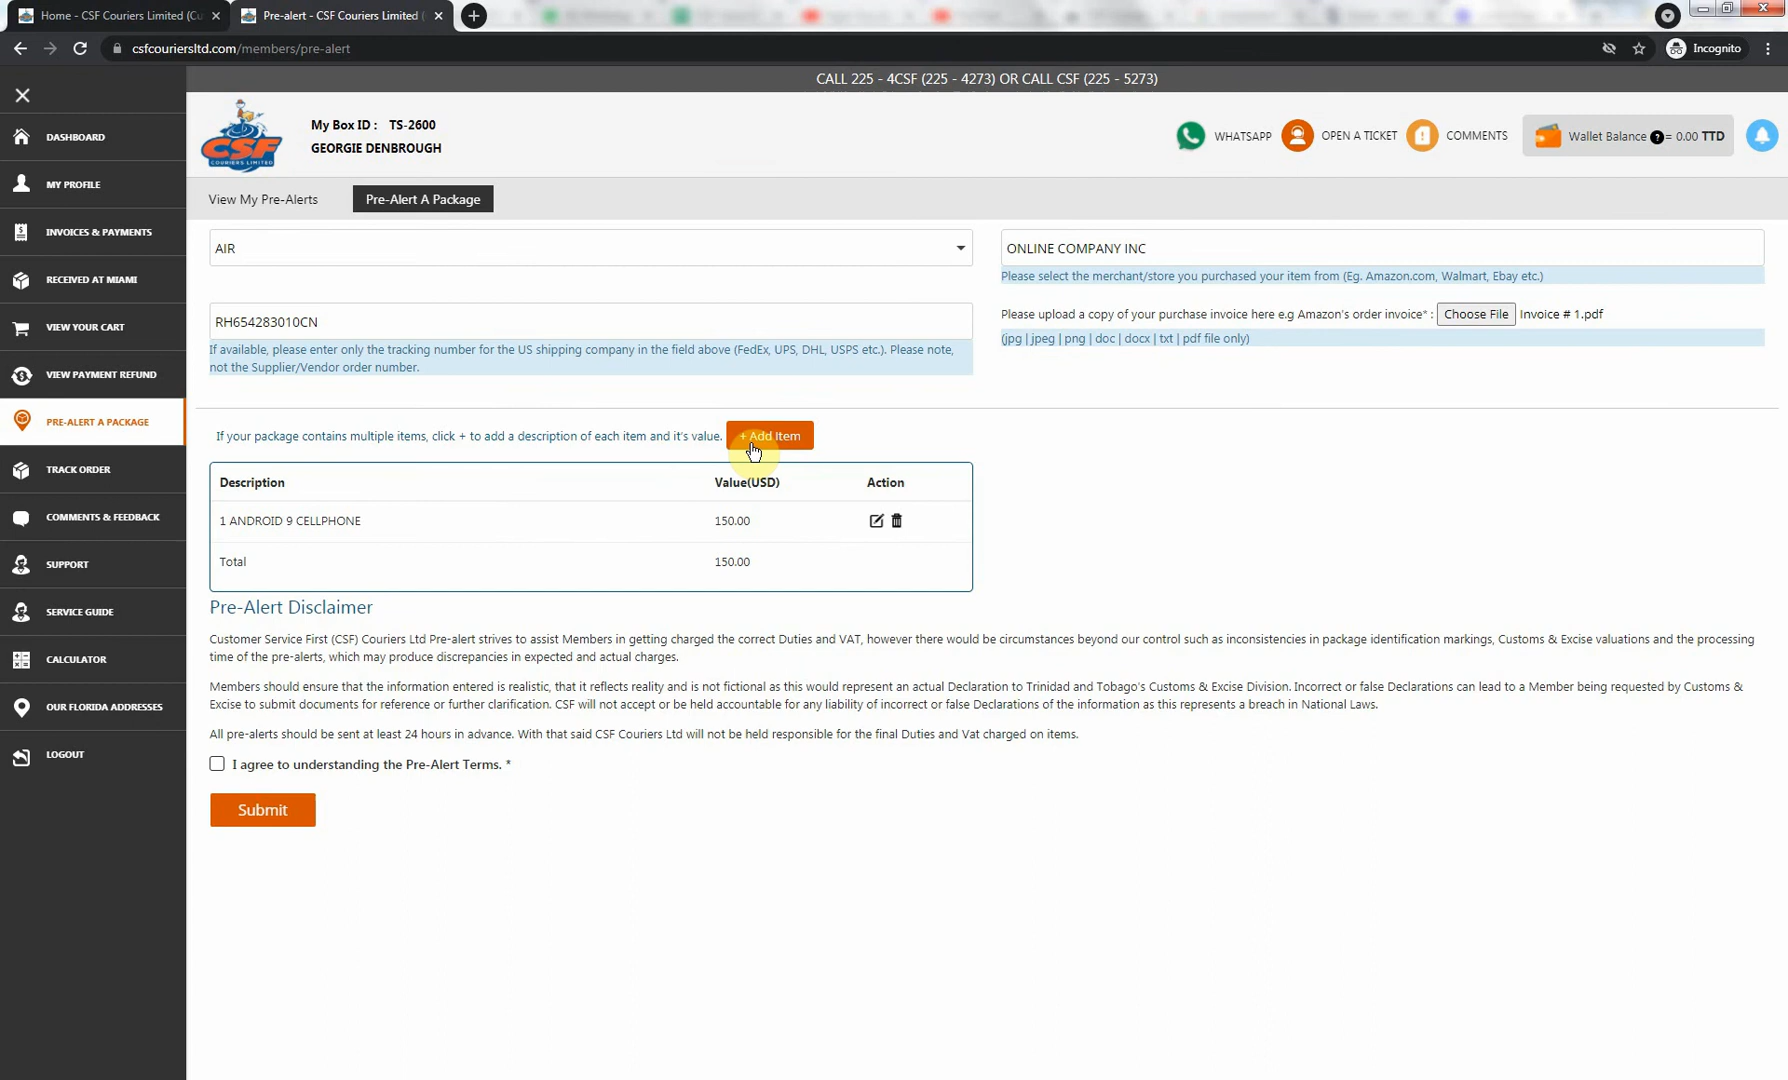 Home - CSF Couriers Limited (Cu
Pre-alert - CSF Couriers Limited (
csfcouriersltd.com/members/pre-alert
Incognito
CALL 225 - 4CSF (225 - 4273) OR CALL CSF (225 - 5273)
CSF
COURIERS LIMITED
My Box ID : TS-2600
GEORGIE DENBROUGH
WHATSAPP
OPEN A TICKET
COMMENTS
Wallet Balance ? = 0.00 TTD
DASHBOARD
MY PROFILE
INVOICES & PAYMENTS
RECEIVED AT MIAMI
VIEW YOUR CART
VIEW PAYMENT REFUND
PRE-ALERT A PACKAGE
TRACK ORDER
COMMENTS & FEEDBACK
SUPPORT
SERVICE GUIDE
CALCULATOR
OUR FLORIDA ADDRESSES
LOGOUT
View My Pre-Alerts
Pre-Alert A Package
AIR
ONLINE COMPANY INC
Please select the merchant/store you purchased your item from (Eg. Amazon.com, Walmart, Ebay etc.)
RH654283010CN
If available, please enter only the tracking number for the US shipping company in the field above (FedEx, UPS, DHL, USPS etc.). Please note,
not the Supplier/Vendor order number.
Please upload a copy of your purchase invoice here e.g Amazon's order invoice* : Choose File Invoice # 1.pdf
(jpg | jpeg | png | doc | docx | txt | pdf file only)
If your package contains multiple items, click + to add a description of each item and it's value. + Add Item
Description Value(USD) Action
1 ANDROID 9 CELLPHONE 150.00
Total 150.00
Pre-Alert Disclaimer
Customer Service First (CSF) Couriers Ltd Pre-alert strives to assist Members in getting charged the correct Duties and VAT, however there would be circumstances beyond our control such as inconsistencies in package identification markings, Customs & Excise valuations and the processing
time of the pre-alerts, which may produce discrepancies in expected and actual charges.
Members should ensure that the information entered is realistic, that it reflects reality and is not fictional as this would represent an actual Declaration to Trinidad and Tobago's Customs & Excise Division. Incorrect or false Declarations can lead to a Member being requested by Customs &
Excise to submit documents for reference or further clarification. CSF will not accept or be held accountable for any liability of incorrect or false Declarations of the information as this represents a breach in National Laws.
All pre-alerts should be sent at least 24 hours in advance. With that said CSF Couriers Ltd will not be held responsible for the final Duties and Vat charged on items.
I agree to understanding the Pre-Alert Terms. *
Submit